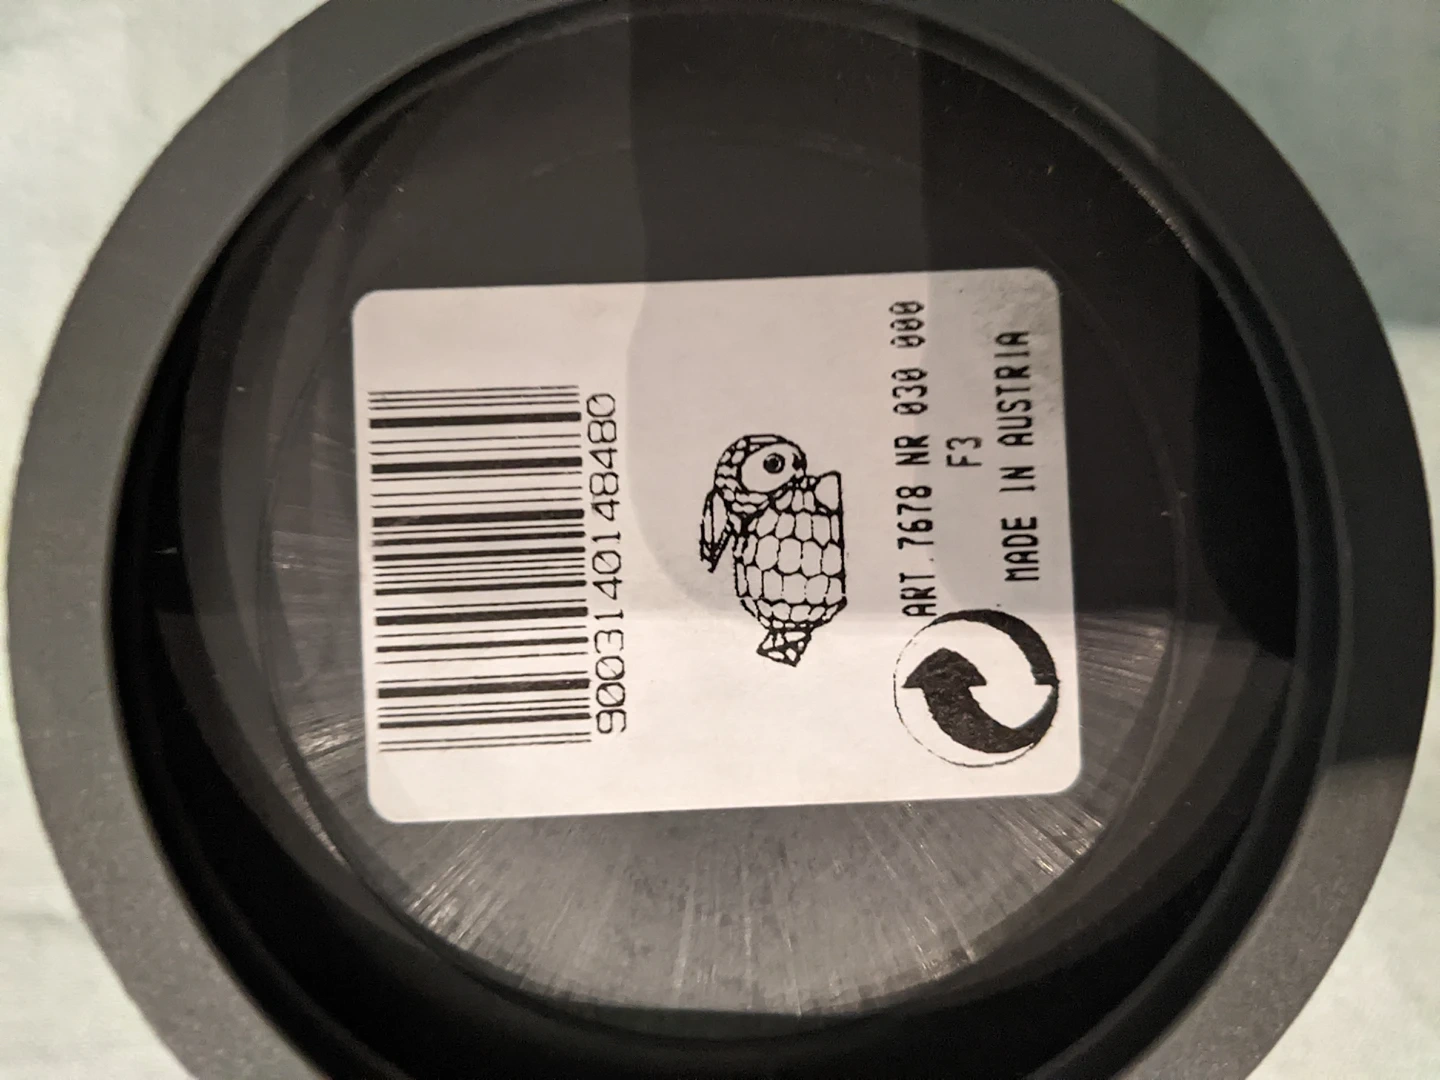 9003140148480
ART.7678 NR 030 000
F3
MADE IN AUSTRIA